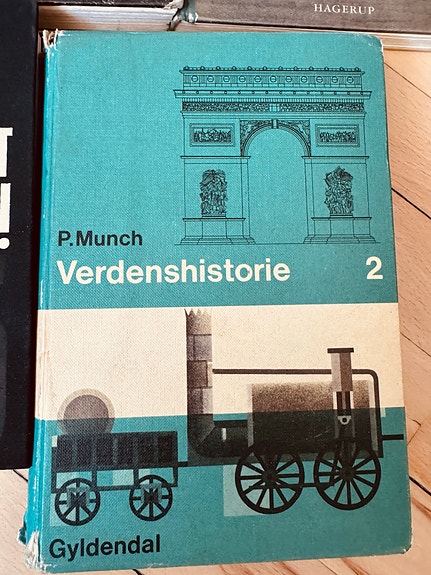 HAGERUP
P. Munch
Verdenshistorie 2
Gyldendal